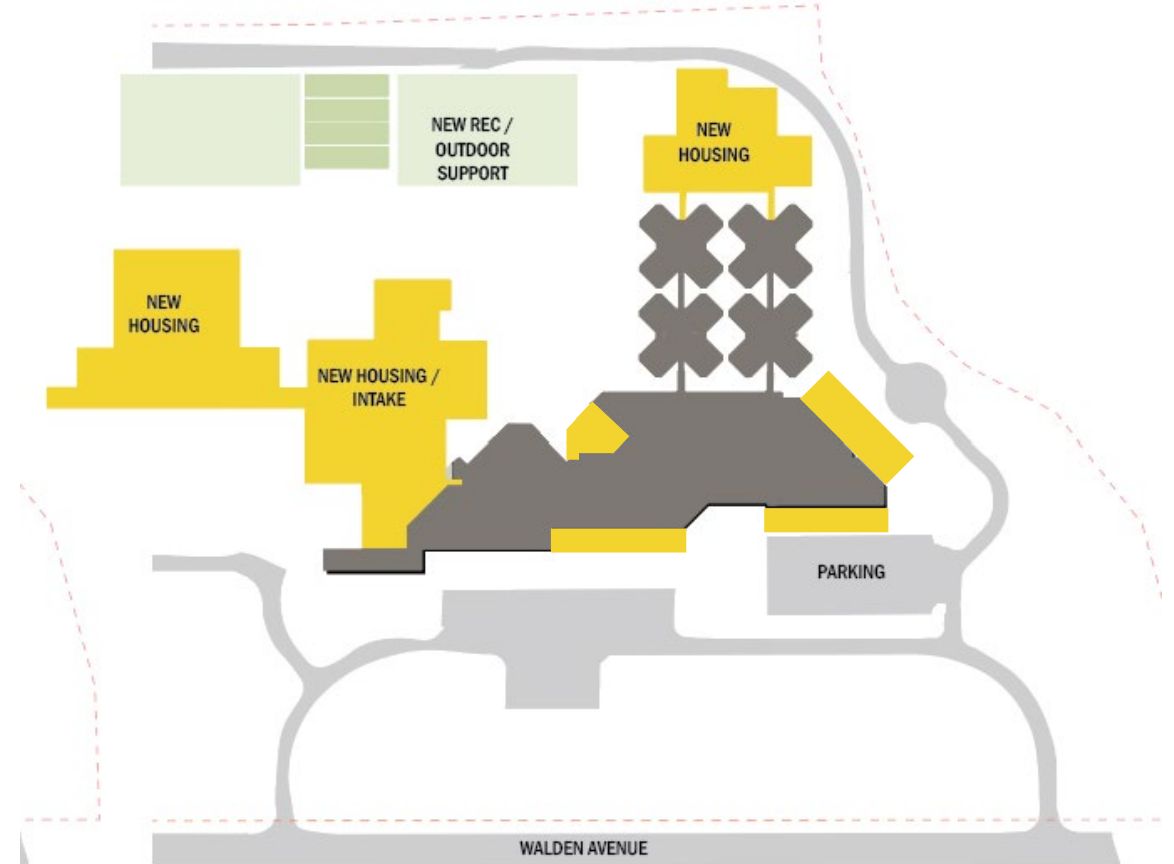 NEW REC /
OUTDOOR
SUPPORT
NEW
HOUSING
NEW
HOUSING
NEW HOUSING /
INTAKE
PARKING
WALDEN AVENUE